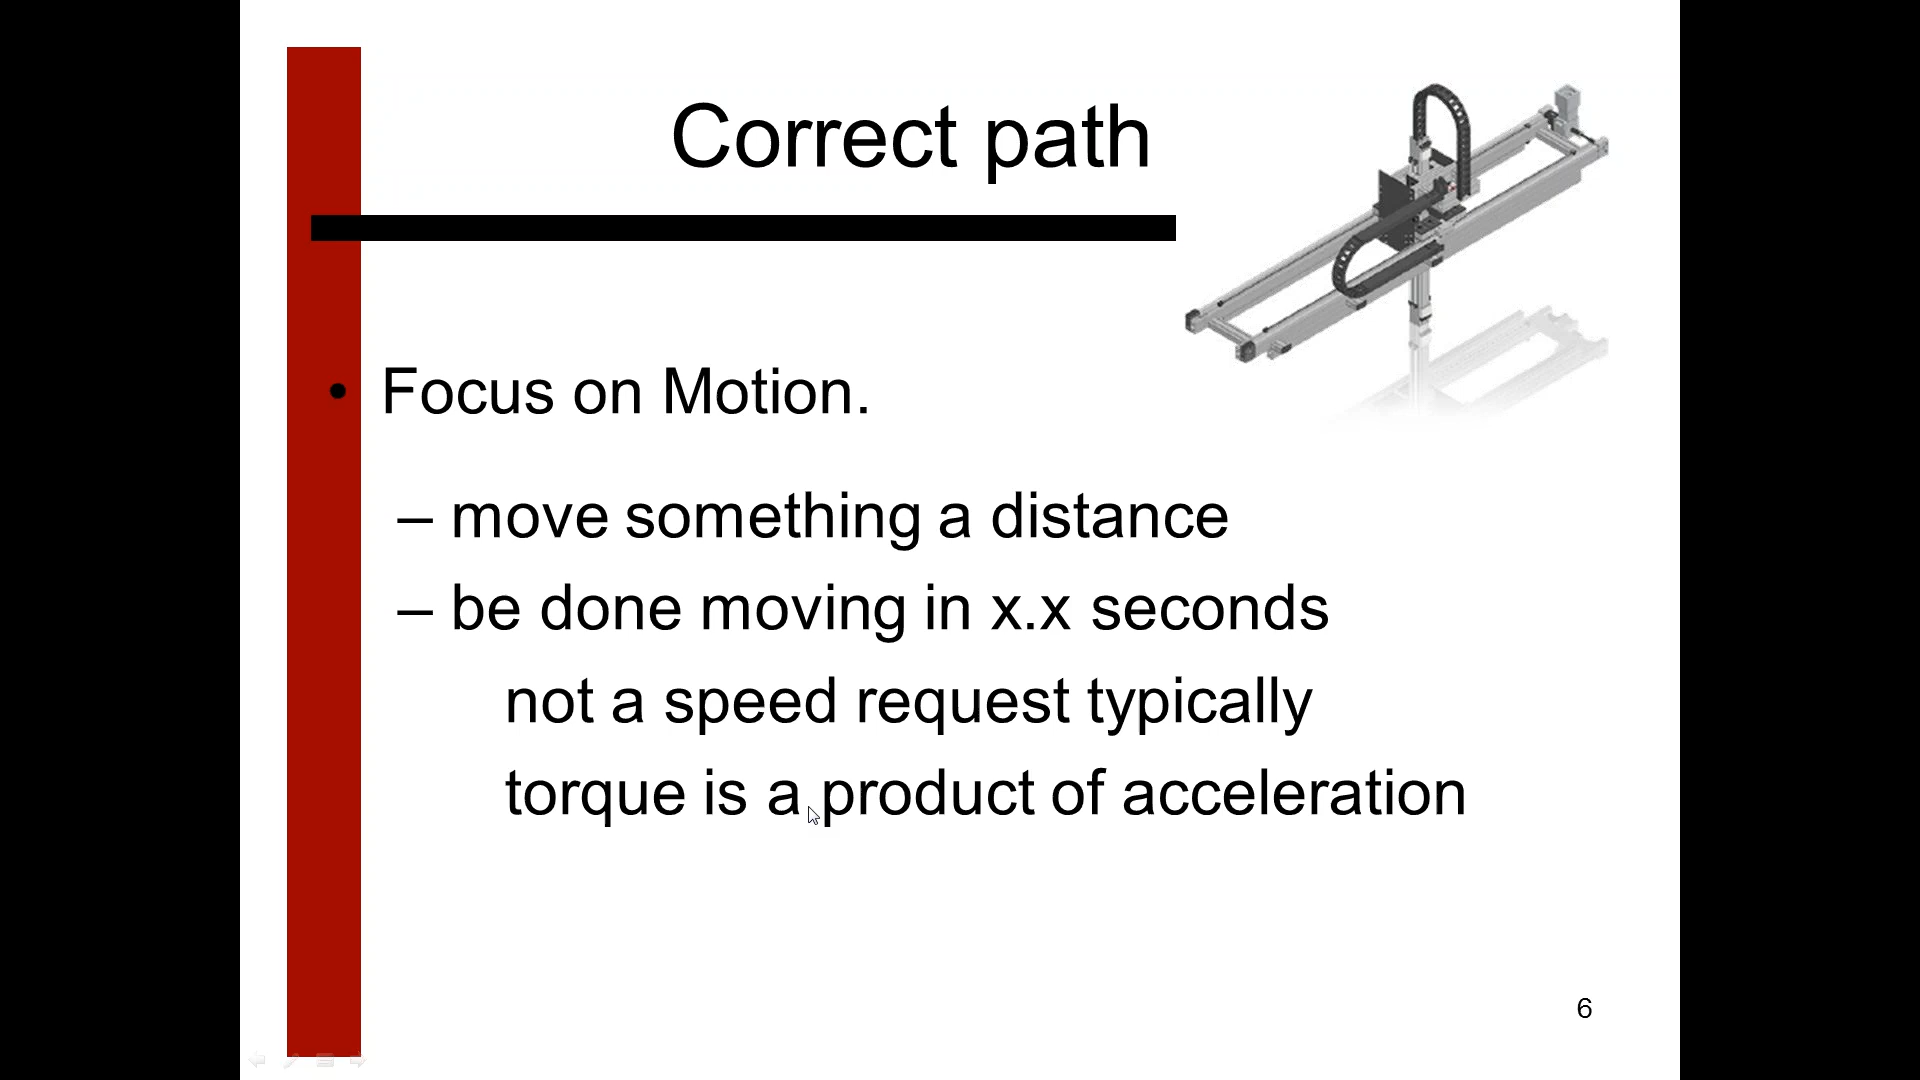 Correct path
• Focus on Motion.
– move something a distance
– be done moving in x.x seconds
not a speed request typically
torque is a product of acceleration
6